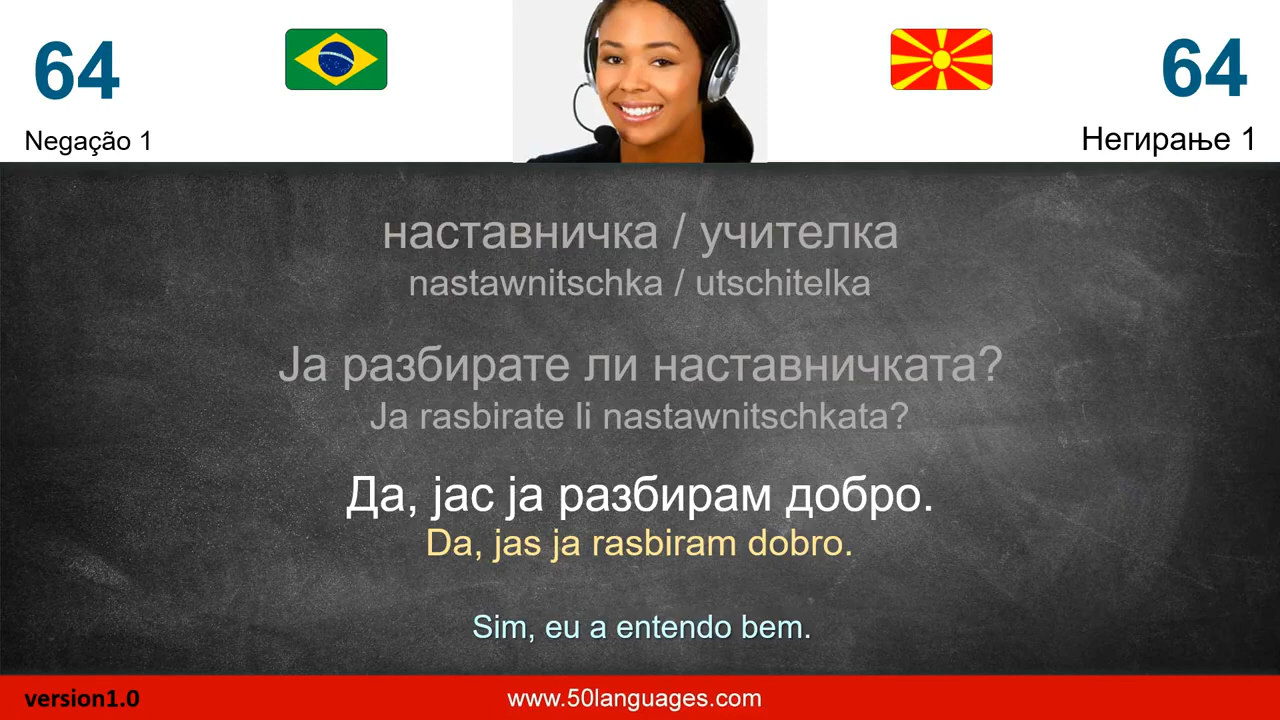 64
64
Negação 1
Негирање 1
наставничка / учителка
nastawnitschka / utschitelka
Ја разбирате ли наставничката?
Ja rasbirate li nastawnitschkata?
Да, јас ја разбирам добро.
Da, jas ja rasbiram dobro.
Sim, eu a entendo bem.
version1.0
www.50languages.com